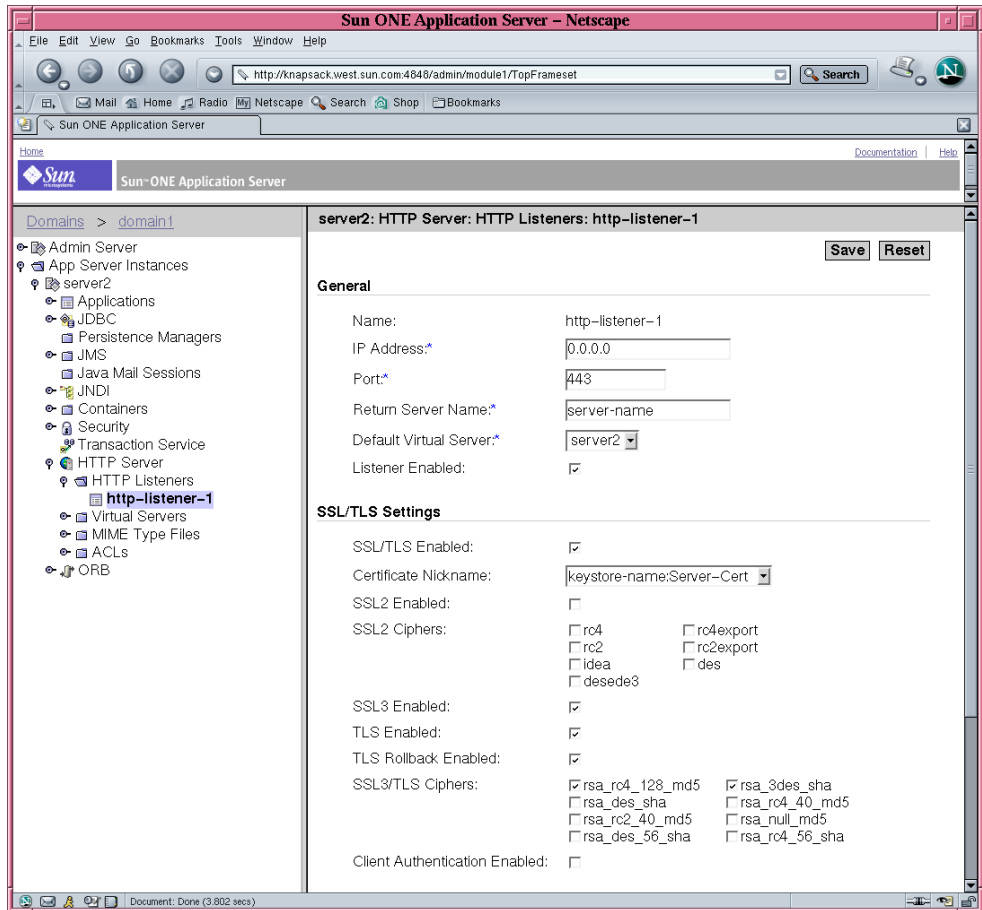 Sun ONE Application Server – Netscape
File Edit View Go Bookmarks Tools Window Help
http://knapsack.west.sun.com:4848/admin/module1/TopFrameset
Search
N
Mail Home Radio My Netscape Search Shop Bookmarks
Sun ONE Application Server
Home
Documentation | Help
Sun
microsystems
Sun ONE Application Server
Domains > domain1
Admin Server
App Server Instances
server2
Applications
JDBC
Persistence Managers
JMS
Java Mail Sessions
JNDI
Containers
Security
Transaction Service
HTTP Server
HTTP Listeners
http-listener-1
Virtual Servers
MIME Type Files
ACLs
ORB
server2: HTTP Server: HTTP Listeners: http-listener-1
Save Reset
General
Name: http-listener-1
IP Address:* 0.0.0.0
Port:* 443
Return Server Name:* server-name
Default Virtual Server:* server2
Listener Enabled:
SSL/TLS Settings
SSL/TLS Enabled:
Certificate Nickname: keystore-name:Server-Cert
SSL2 Enabled:
SSL2 Ciphers: rc4 rc4export
rc2 rc2export
idea des
desede3
SSL3 Enabled:
TLS Enabled:
TLS Rollback Enabled:
SSL3/TLS Ciphers: rsa_rc4_128_md5 rsa_3des_sha
rsa_des_sha rsa_rc4_40_md5
rsa_rc2_40_md5 rsa_null_md5
rsa_des_56_sha rsa_rc4_56_sha
Client Authentication Enabled:
Document: Done (3.802 secs)